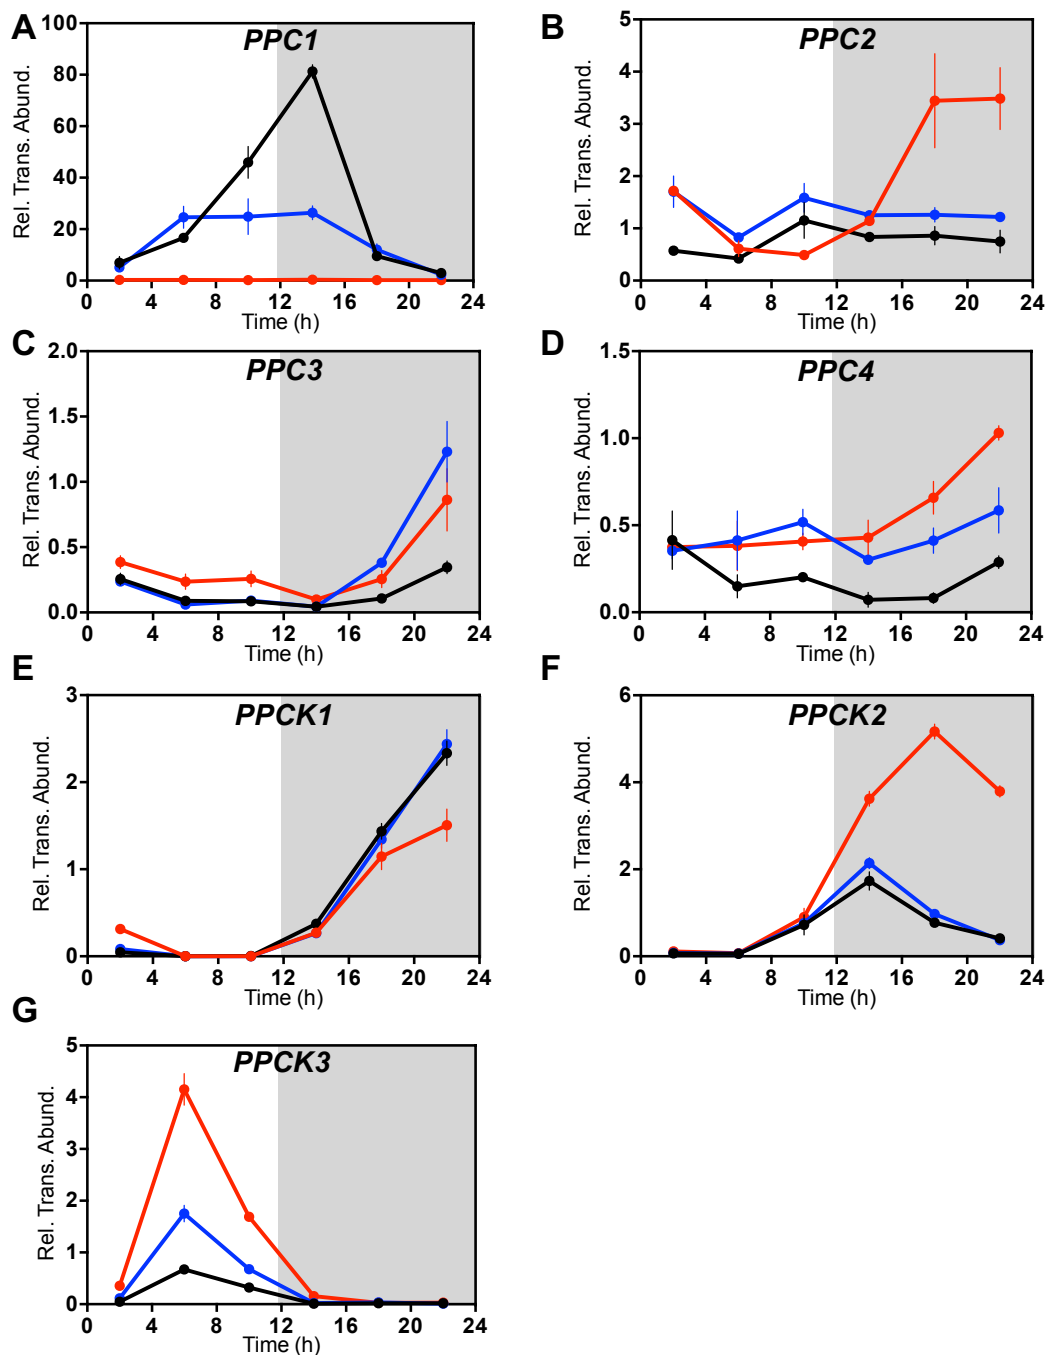 A
PPC1
Rel. Trans. Abund.
100
80
60
40
20
0
0 4 8 12 16 20 24
Time (h)
B
PPC2
Rel. Trans. Abund.
5
4
3
2
1
0
0 4 8 12 16 20 24
Time (h)
C
PPC3
Rel. Trans. Abund.
2.0
1.5
1.0
0.5
0.0
0 4 8 12 16 20 24
Time (h)
D
PPC4
Rel. Trans. Abund.
1.5
1.0
0.5
0.0
0 4 8 12 16 20 24
Time (h)
E
PPCK1
Rel. Trans. Abund.
3
2
1
0
0 4 8 12 16 20 24
Time (h)
F
PPCK2
Rel. Trans. Abund.
6
4
2
0
0 4 8 12 16 20 24
Time (h)
G
PPCK3
Rel. Trans. Abund.
5
4
3
2
1
0
0 4 8 12 16 20 24
Time (h)